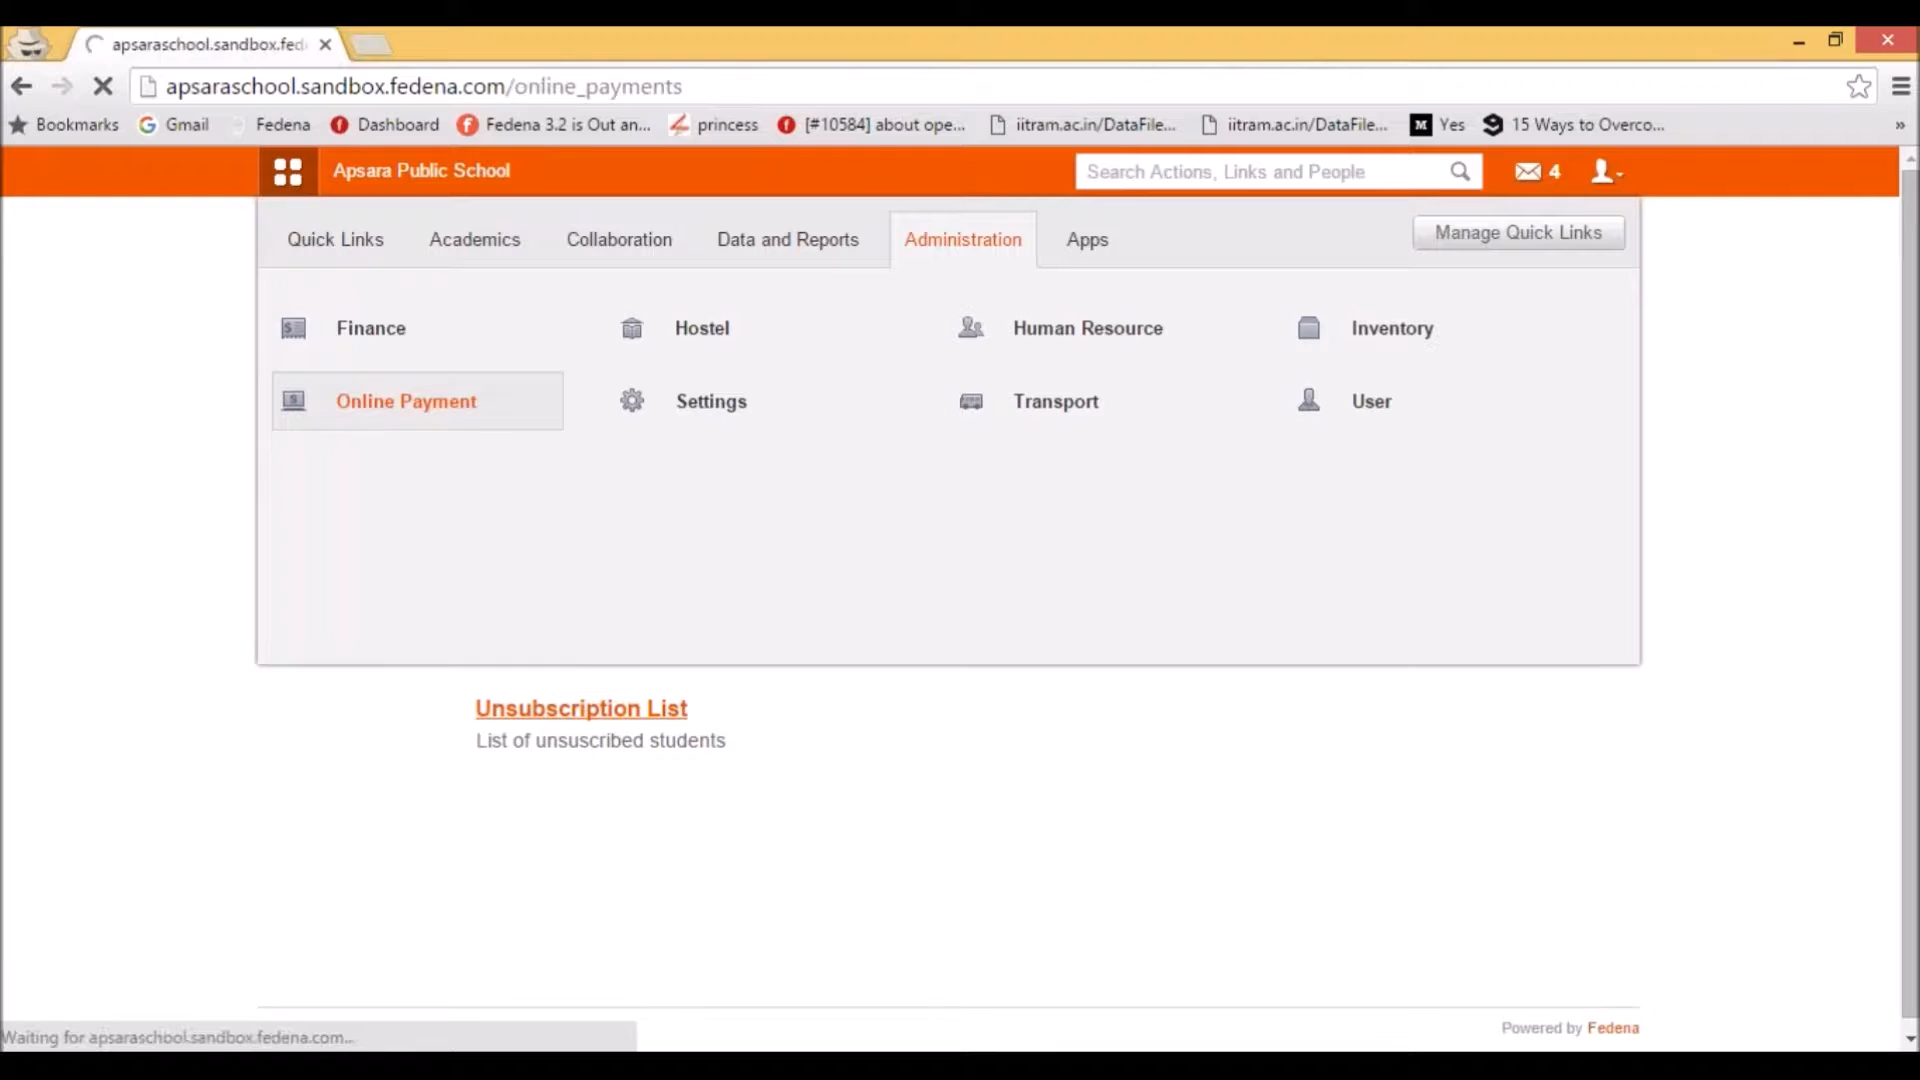 apsaraschool.sandbox.fed
apsaraschool.sandbox.fedena.com/online_payments
Bookmarks Gmail Fedena Dashboard Fedena 3.2 is Out an... princess [#10584] about ope... iitram.ac.in/DataFile... iitram.ac.in/DataFile... M Yes 15 Ways to Overco... »
Apsara Public School Search Actions, Links and People 4
Quick Links Academics Collaboration Data and Reports Administration Apps Manage Quick Links
Finance Hostel Human Resource Inventory
Online Payment Settings Transport User
Unsubscription List
List of unsuscribed students
Powered by Fedena
Waiting for apsaraschool.sandbox.fedena.com...